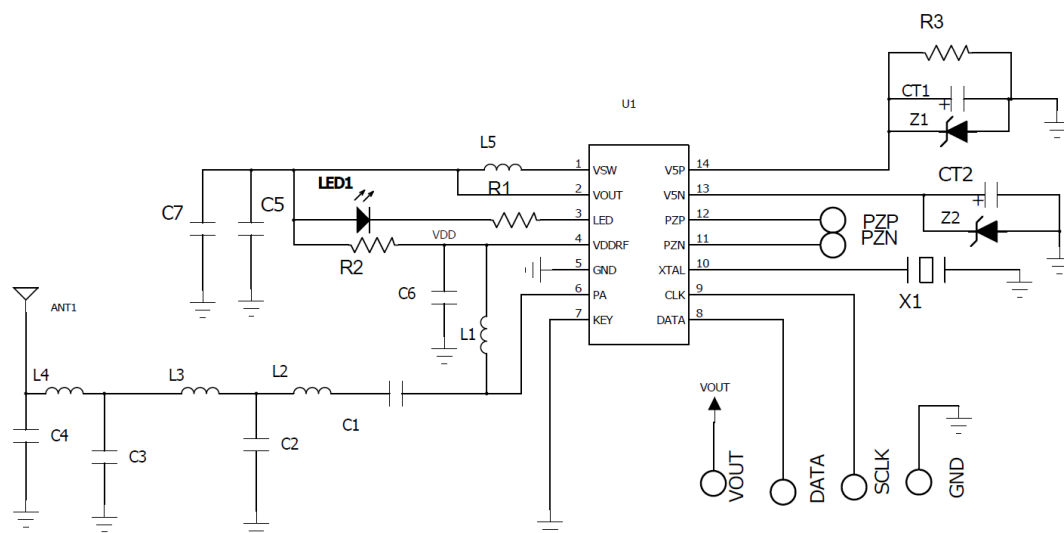 R3
CT1
+
Z1
U1
L5
1
VSW
V5P
14
LED1
R1
2
VOUT
V5N
13
CT2
+
Z2
C7
C5
3
LED
PZP
12
PZP
VDD
4
VDDRF
PZN
11
PZN
R2
5
GND
XTAL
10
X1
C6
6
PA
CLK
9
ANT1
L1
7
KEY
DATA
8
L4
L3
L2
C1
VOUT
C4
C3
C2
VOUT
DATA
SCLK
GND